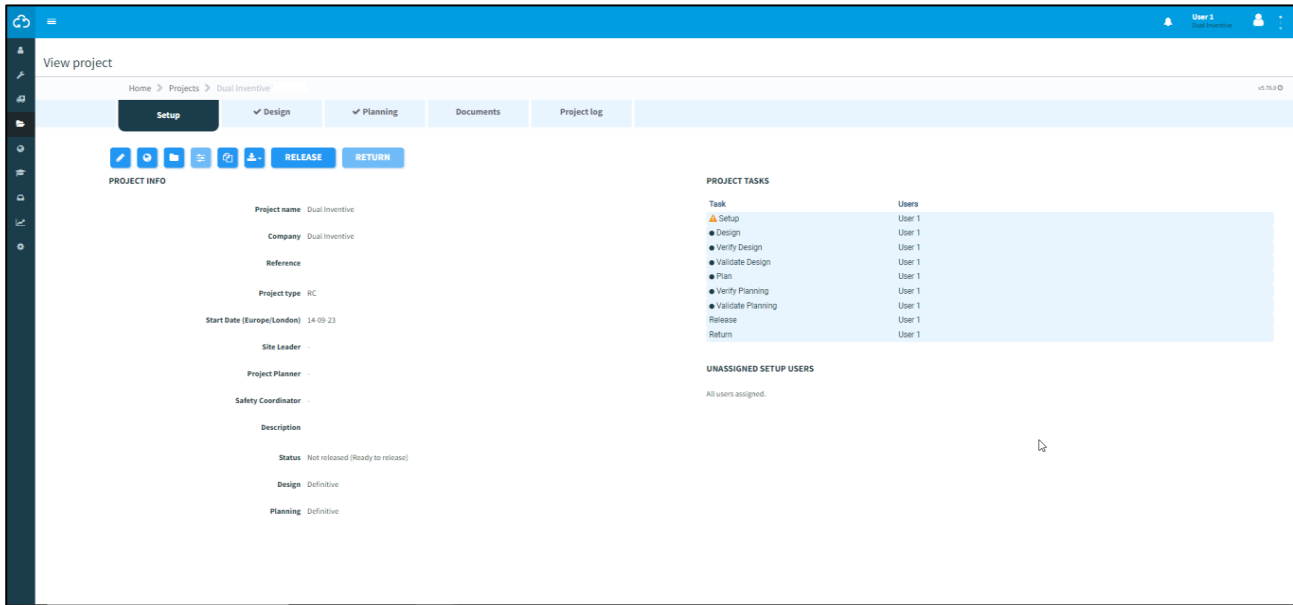 User 1
Dual Inventive
View project
Home > Projects > Dual Inventive
v5.76.0
Setup Design Planning Documents Project log
RELEASE RETURN
PROJECT INFO
Project name Dual Inventive
Company Dual Inventive
Reference
Project type RC
Start Date (Europe/London) 14-09-23
Site Leader -
Project Planner -
Safety Coordinator -
Description
Status Not released (Ready to release)
Design Definitive
Planning Definitive
PROJECT TASKS
Task Users
Setup User 1
Design User 1
Verify Design User 1
Validate Design User 1
Plan User 1
Verify Planning User 1
Validate Planning User 1
Release User 1
Return User 1
UNASSIGNED SETUP USERS
All users assigned.